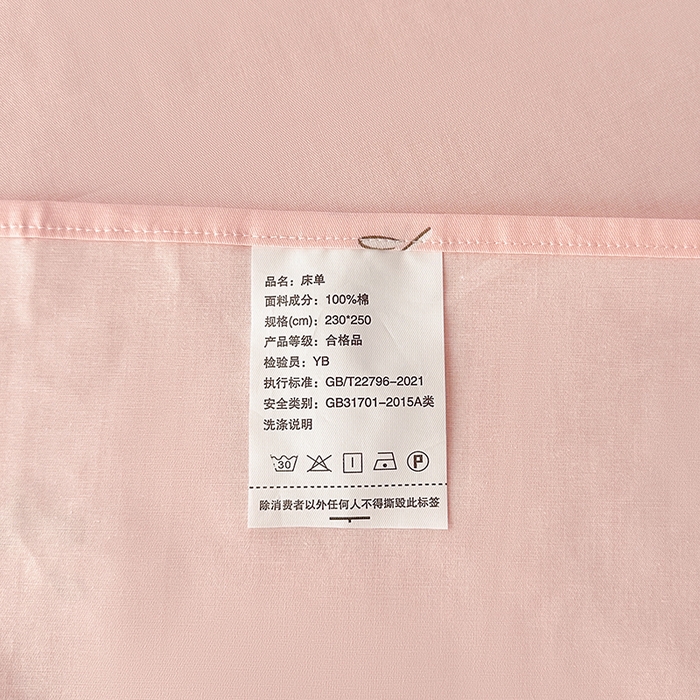 品名：床单
面料成分：100%棉
规格(cm)：230*250
产品等级：合格品
检验员：YB
执行标准：GB/T22796-2021
安全类别：GB31701-2015A类
洗涤说明
30 P
除消费者以外任何人不得撕毁此标签